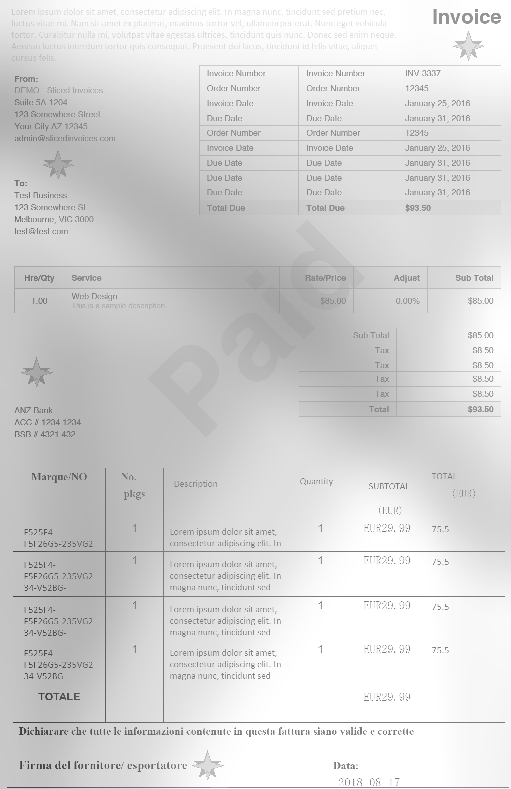 Lorem ipsum dolor sit amet, consectetur adipiscing elit. In magna nunc, tincidunt sed pretium nec,
luctus vitae mi. Nam sit amet ex placerat, maximus tortor vel, ullamcorper erat. Nunc eget vehicula
tortor. Curabitur nulla mi, volutpat vitae egestas ultrices, tincidunt quis nunc. Donec sed enim neque.
Aenean luctus interdum tortor quis consequat. Praesent dui lacus, tincidunt id felis vitae, aliquet
cursus felis.
Invoice
From:
DEMO - Sliced Invoices
Suite 5A-1204
123 Somewhere Street
Your City AZ 12345
admin@slicedinvoices.com
Invoice Number Invoice Number INV-3337
Order Number Order Number 12345
Invoice Date Invoice Date January 25, 2016
Due Date Due Date January 31, 2016
Order Number Order Number 12345
Invoice Date Invoice Date January 25, 2016
Due Date Due Date January 31, 2016
Due Date Due Date January 31, 2016
Due Date Due Date January 31, 2016
Total Due Total Due $93.50
To:
Test Business
123 Somewhere St
Melbourne, VIC 3000
test@test.com
Paid
Hrs/Qty Service Rate/Price Adjust Sub Total
1.00 Web Design $85.00 0.00% $85.00
This is a sample description
Sub Total $85.00
Tax $8.50
Tax $8.50
Tax $8.50
Tax $8.50
Total $93.50
ANZ Bank
ACC # 1234 1234
BSB # 4321 432
Marque/NO No. pkgs Description Quantity SUBTOTAL (EUR) TOTAL (EUR)
1 Lorem ipsum dolor sit amet, 1 EUR29.99 75.5
F525F4-
F5F26G5-235VG2 consectetur adipiscing elit. In
F525F4- 1 Lorem ipsum dolor sit amet, 1 EUR29.99 75.5
F5F26G5-235VG2 consectetur adipiscing elit. In
34-V52BG- magna nunc, tincidunt sed
F525F4- 1 Lorem ipsum dolor sit amet, 1 EUR29.99 75.5
F5F26G5-235VG2 consectetur adipiscing elit. In
34-V52BG- magna nunc, tincidunt sed
F525F4- 1 Lorem ipsum dolor sit amet, 1 EUR29.99 75.5
F5F26G5-235VG2 consectetur adipiscing elit. In
34-V52BG- magna nunc, tincidunt sed
TOTALE EUR29.99
Dichiarare che tutte le informazioni contenute in questa fattura siano valide e corrette
Firma del fornitore/ esportatore Data:
2018-08-17